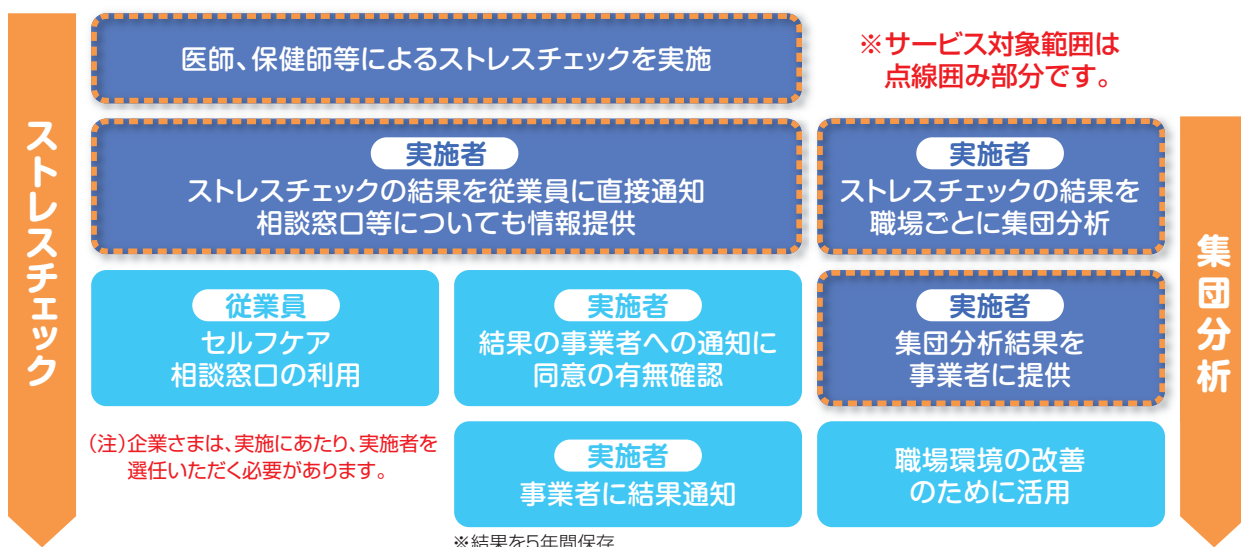 ストレスチェック
医師、保健師等によるストレスチェックを実施
※サービス対象範囲は
点線囲み部分です。
実施者
ストレスチェックの結果を従業員に直接通知
相談窓口等についても情報提供
実施者
ストレスチェックの結果を
職場ごとに集団分析
集団分析
従業員
セルフケア
相談窓口の利用
実施者
結果の事業者への通知に
同意の有無確認
実施者
集団分析結果を
事業者に提供
(注)企業さまは、実施にあたり、実施者を
選任いただく必要があります。
実施者
事業者に結果通知
職場環境の改善
のために活用
※結果を5年間保存